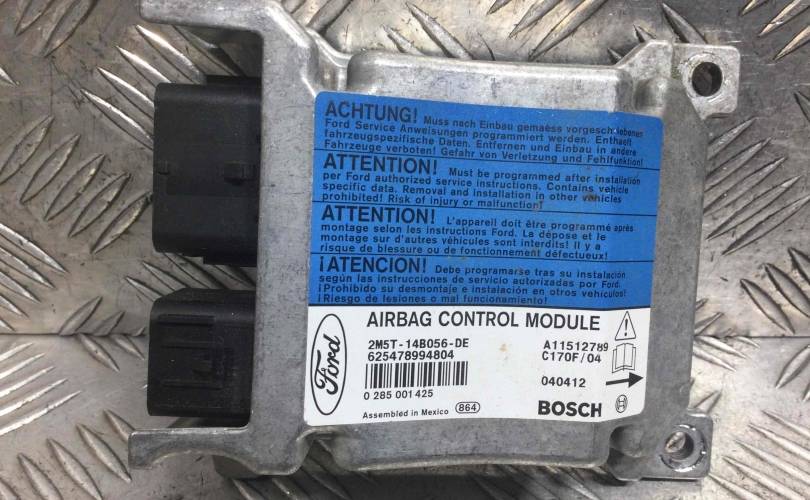 ACHTUNG! Muss nach Einbau gemaess vorgeschriebenen
Ford Service Anweisungen programmiert werden. Enthaelt
fahrzeugspezifische Daten. Entfernen und Einbau in andere
Fahrzeuge verboten! Gefahr von Verletzung und Fehlfunktion!
ATTENTION! Must be programmed after installation
per Ford authorized service instructions. Contains vehicle
specific data. Removal and installation in other vehicles
prohibited! Risk of injury or malfunction!
ATTENTION! L'appareil doit être programmé après
montage selon les instructions Ford. La dépose et le
montage sur d'autres véhicules sont interdits! Il y a
risque de blessure ou de fonctionnement défectueux!
¡ATENCION! Debe programarse tras su instalación
según las instrucciones de servicio autorizadas por Ford.
¡Prohibido su desmontaje e instalación en otros vehículos!
¡Riesgo de lesiones o mal funcionamiento!
Ford
AIRBAG CONTROL MODULE
2M5T-14B056-DE A11512789
625478994804 C170F/04
040412
0 285 001 425
Assembled in Mexico 864 BOSCH